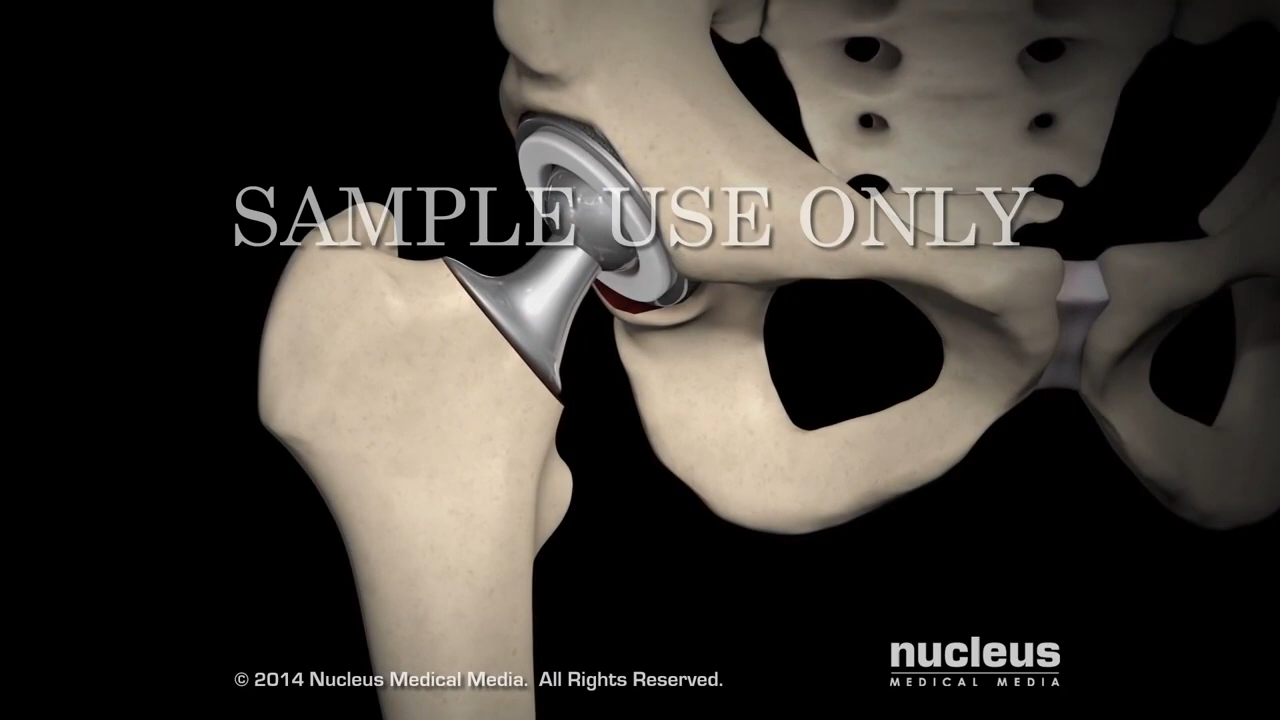 SAMPLE USE ONLY
© 2014 Nucleus Medical Media. All Rights Reserved.
nucleus
MEDICAL MEDIA